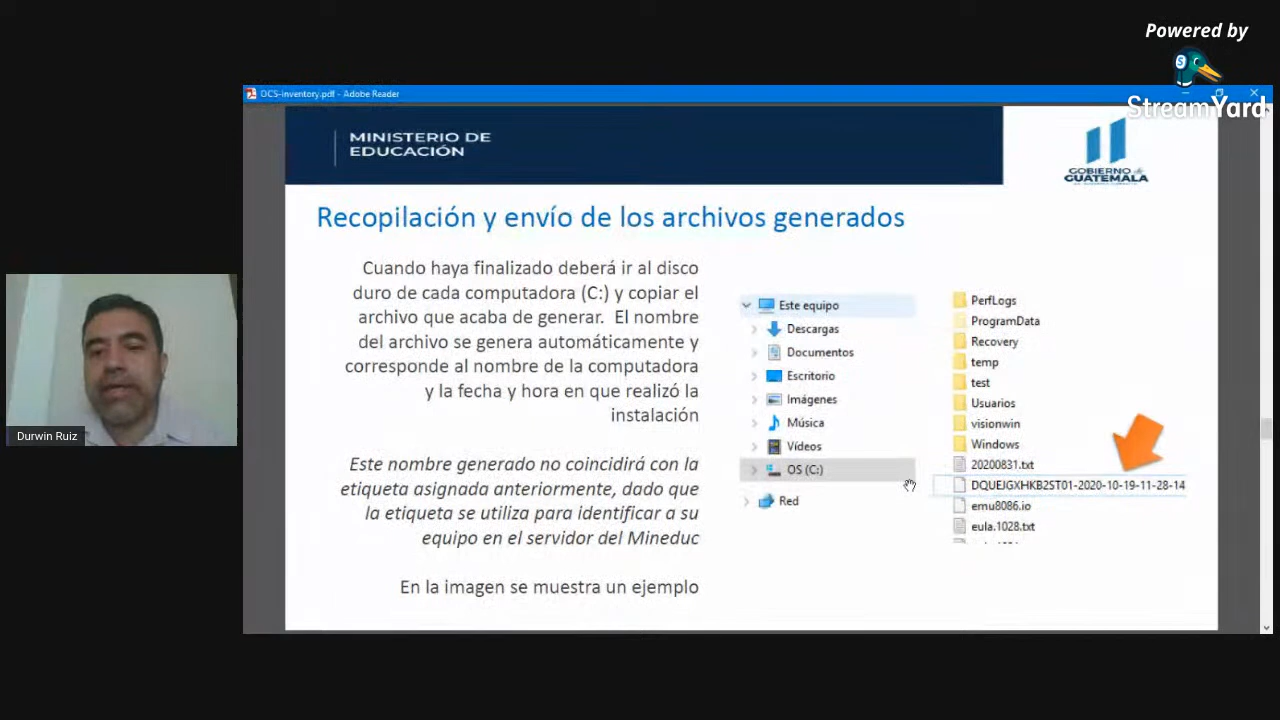 Powered by
StreamYard
OCS-inventory.pdf - Adobe Reader
MINISTERIO DE
EDUCACIÓN
GOBIERNO de
GUATEMALA
Recopilación y envío de los archivos generados
Cuando haya finalizado deberá ir al disco
duro de cada computadora (C:) y copiar el
archivo que acaba de generar. El nombre
del archivo se genera automáticamente y
corresponde al nombre de la computadora
y la fecha y hora en que realizó la
instalación
Este nombre generado no coincidirá con la
etiqueta asignada anteriormente, dado que
la etiqueta se utiliza para identificar a su
equipo en el servidor del Mineduc
En la imagen se muestra un ejemplo
Este equipo
Descargas
Documentos
Escritorio
Imágenes
Música
Vídeos
OS (C:)
Red
PerfLogs
ProgramData
Recovery
temp
test
Usuarios
visionwin
Windows
20200831.txt
DQUEJGXHKB2ST01-2020-10-19-11-28-14
emu8086.io
eula.1028.txt
Durwin Ruiz